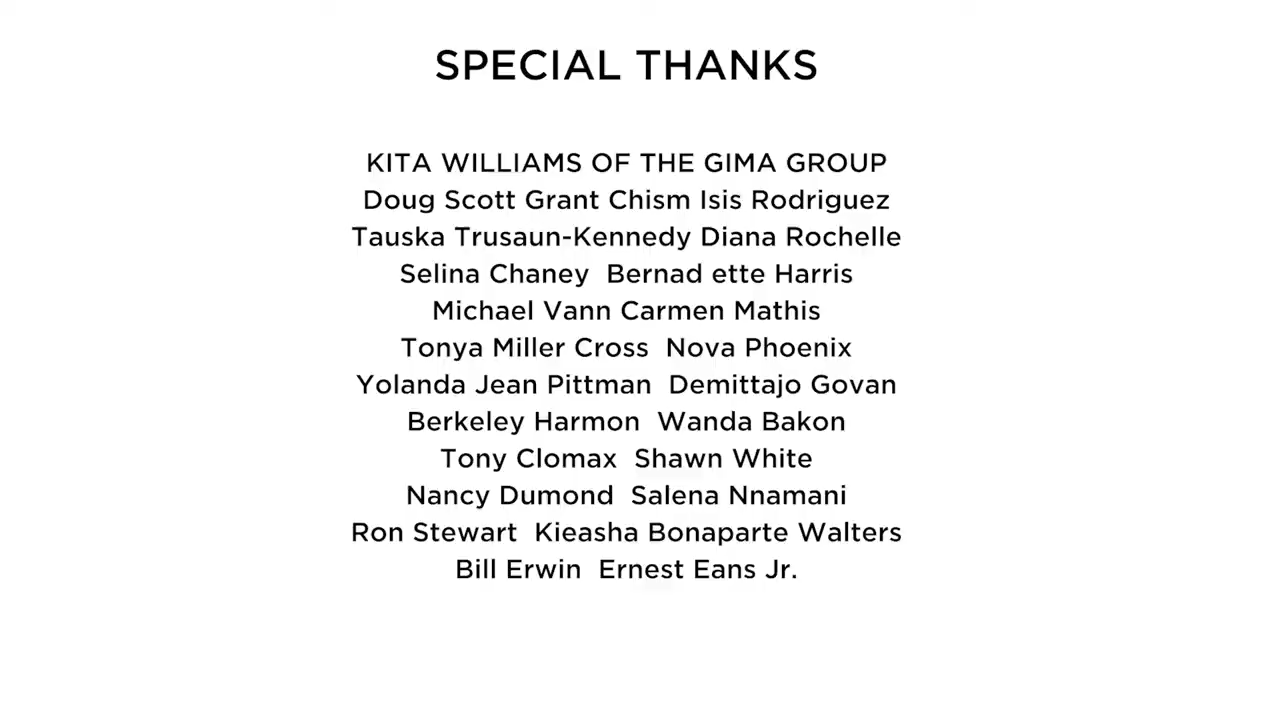 SPECIAL THANKS
KITA WILLIAMS OF THE GIMA GROUP
Doug Scott Grant Chism Isis Rodriguez
Tauska Trusaun-Kennedy Diana Rochelle
Selina Chaney  Bernad ette Harris
Michael Vann Carmen Mathis
Tonya Miller Cross  Nova Phoenix
Yolanda Jean Pittman  Demittajo Govan
Berkeley Harmon  Wanda Bakon
Tony Clomax  Shawn White
Nancy Dumond  Salena Nnamani
Ron Stewart  Kieasha Bonaparte Walters
Bill Erwin  Ernest Eans Jr.